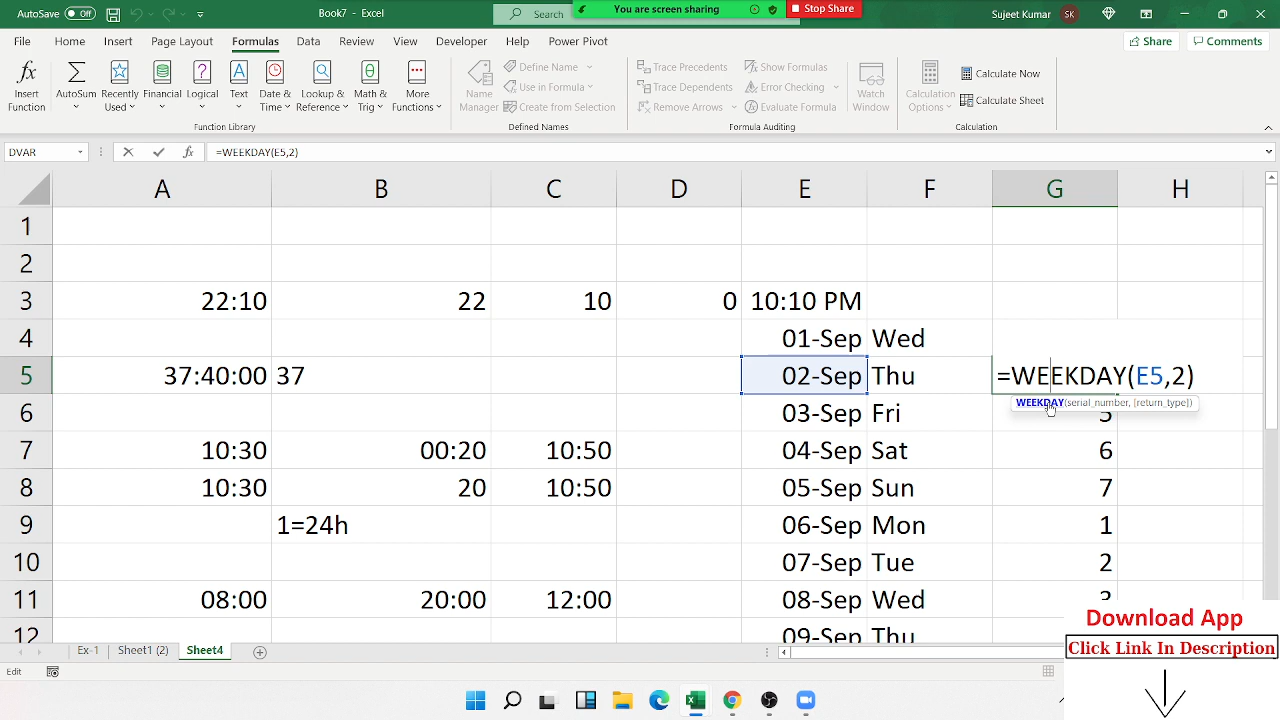 AutoSave Off Book7 - Excel Search You are screen sharing Stop Share Sujeet Kumar SK
File Home Insert Page Layout Formulas Data Review View Developer Help Power Pivot Share Comments
fx Insert Function
AutoSum
Recently Used
Financial
Logical
Text
Date & Time
Lookup & Reference
Math & Trig
More Functions
Function Library
Name Manager
Define Name
Use in Formula
Create from Selection
Defined Names
Trace Precedents
Trace Dependents
Remove Arrows
Show Formulas
Error Checking
Evaluate Formula
Formula Auditing
Watch Window
Calculation Options
Calculate Now
Calculate Sheet
Calculation
DVAR fx =WEEKDAY(E5,2)
A B C D E F G H
1
2
3 22:10 22 10 0 10:10 PM
4 01-Sep Wed
5 37:40:00 37 02-Sep Thu =WEEKDAY(E5,2)
WEEKDAY(serial_number, [return_type])
6 03-Sep Fri 5
7 10:30 00:20 10:50 04-Sep Sat 6
8 10:30 20 10:50 05-Sep Sun 7
9 1=24h 06-Sep Mon 1
10 07-Sep Tue 2
11 08:00 20:00 12:00 08-Sep Wed 3
12 09-Sep Thu
Download App
Click Link In Description
Ex-1 Sheet1 (2) Sheet4
Edit